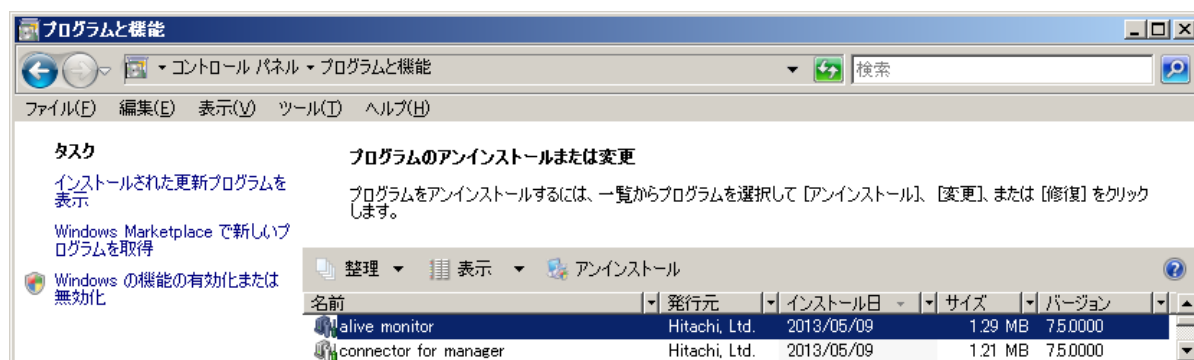 プログラムと機能
コントロール パネル ▾ プログラムと機能
検索
ファイル(F) 編集(E) 表示(V) ツール(T) ヘルプ(H)
タスク
インストールされた更新プログラムを
表示
Windows Marketplace で新しいプ
ログラムを取得
Windows の機能の有効化または
無効化
プログラムのアンインストールまたは変更
プログラムをアンインストールするには、一覧からプログラムを選択して [アンインストール]、[変更]、または [修復] をクリック
します。
整理 表示 アンインストール
名前 発行元 インストール日 サイズ バージョン
alive monitor Hitachi, Ltd. 2013/05/09 1.29 MB 7.5.0000
connector for manager Hitachi, Ltd. 2013/05/09 1.21 MB 7.5.0000